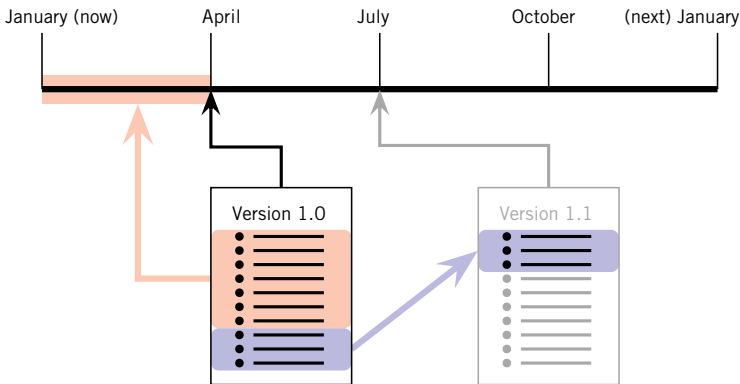 January (now) April July October (next) January
Version 1.0
Version 1.1